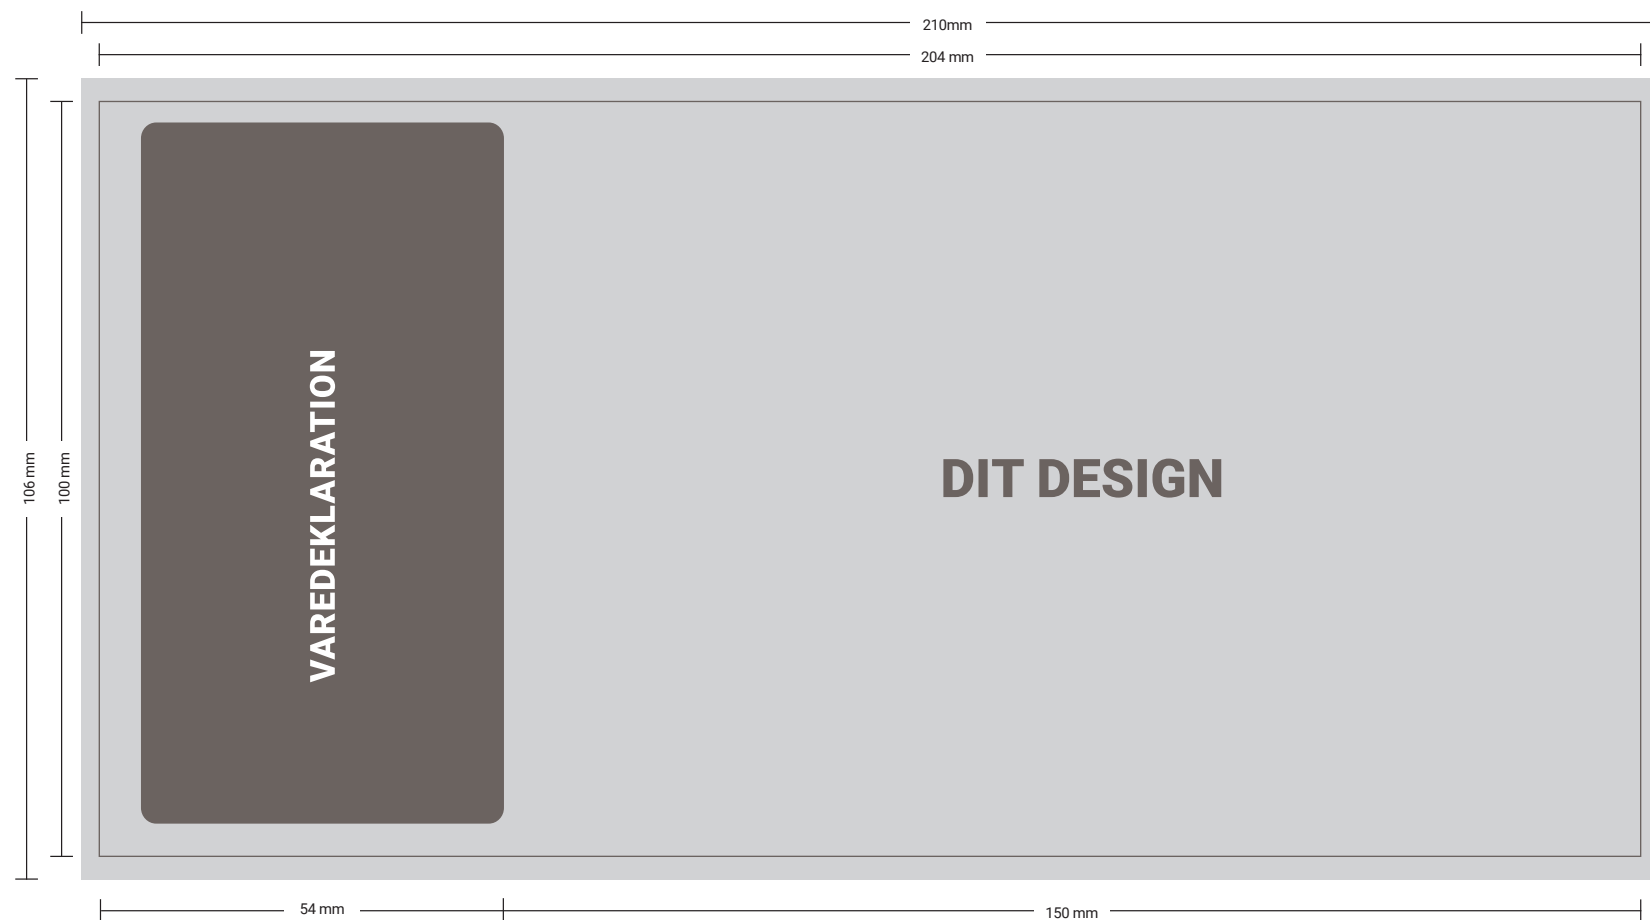 210mm
204 mm
106 mm
100 mm
VAREDEKLARATION
DIT DESIGN
54 mm
150 mm